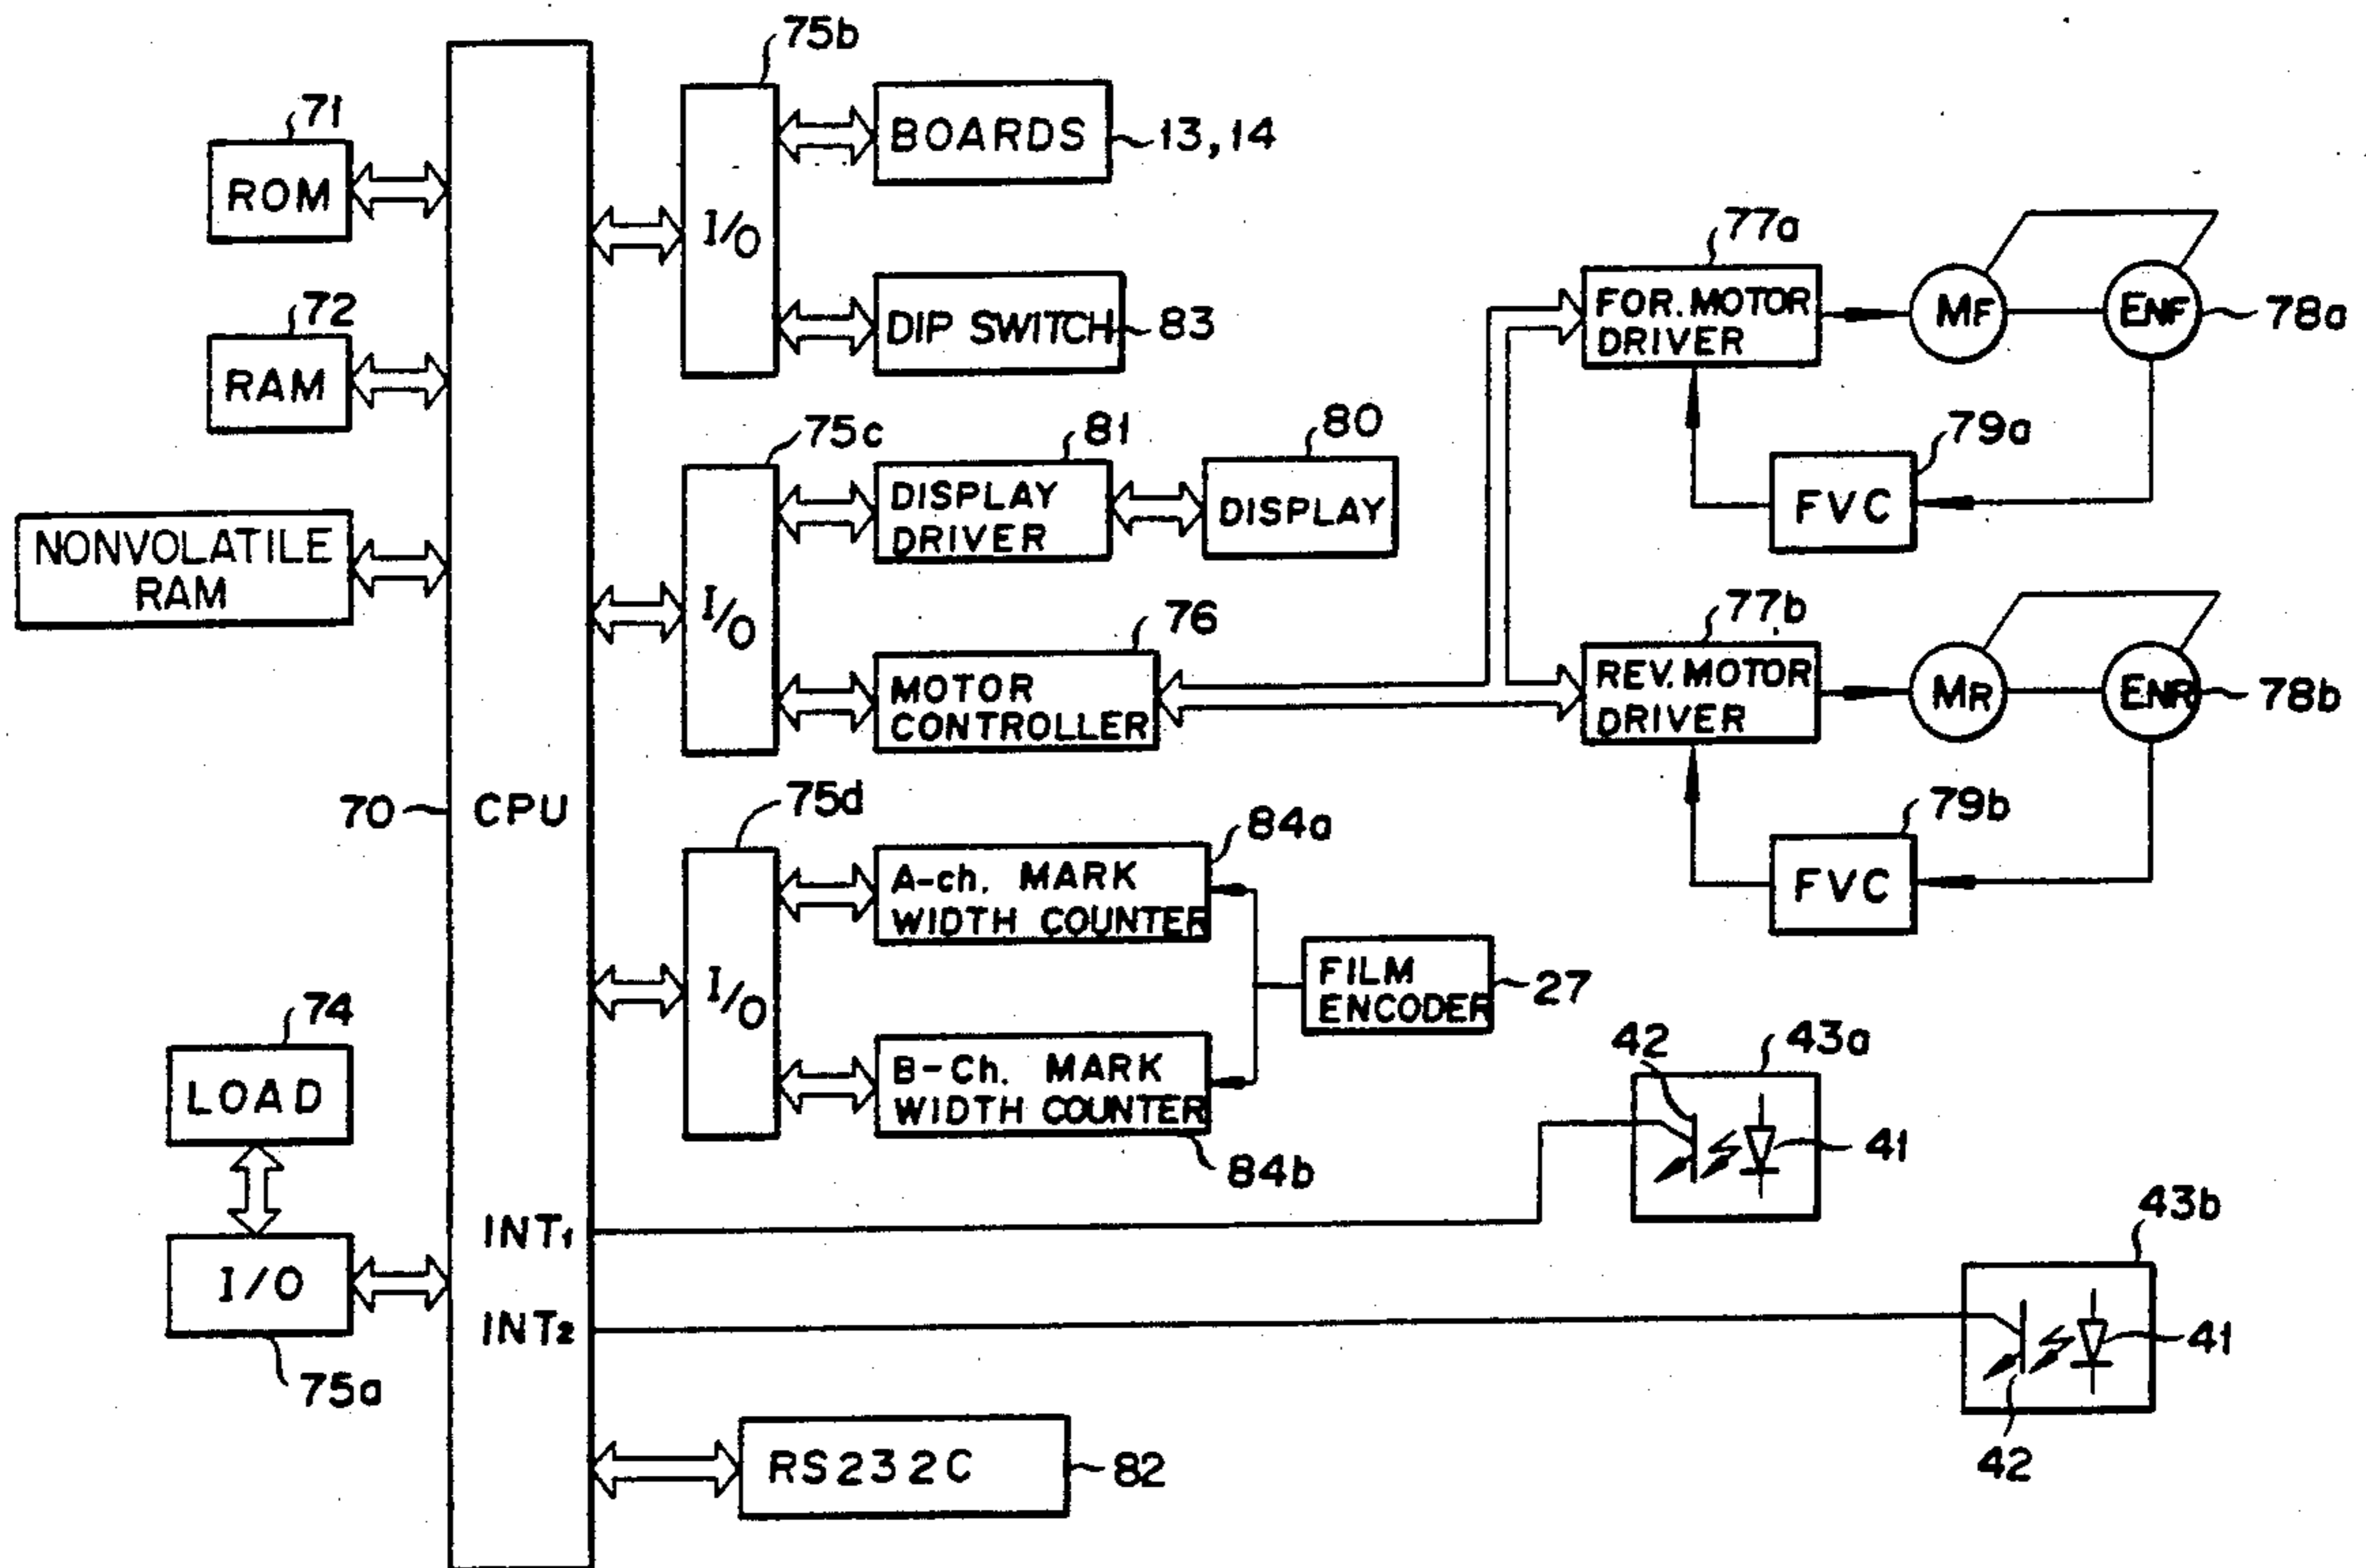 75b
71
ROM
I/O
BOARDS
13, 14
72
RAM
DIP SWITCH
83
77a
FOR. MOTOR
DRIVER
MF
ENF
78a
75c
81
80
79a
NONVOLATILE
RAM
I/O
DISPLAY
DRIVER
DISPLAY
FVC
76
MOTOR
CONTROLLER
77b
REV. MOTOR
DRIVER
MR
ENR
78b
70
CPU
75d
84a
79b
I/O
A-ch. MARK
WIDTH COUNTER
FVC
FILM
ENCODER
27
74
LOAD
B-Ch. MARK
WIDTH COUNTER
84b
42
43a
41
I/O
75a
INT1
INT2
43b
41
42
RS232C
82